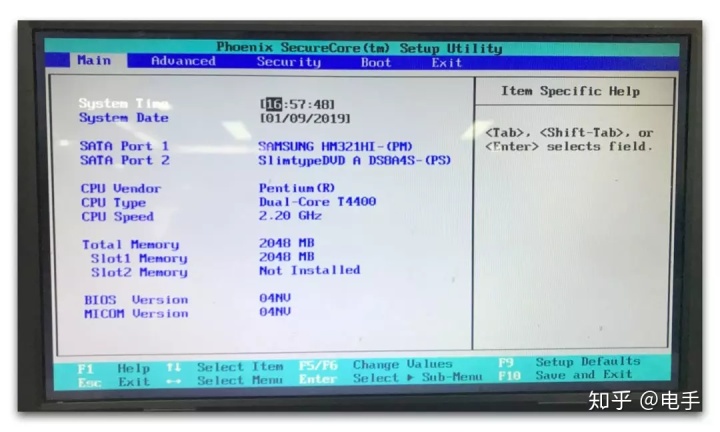 Phoenix SecureCore(tm) Setup Utility
Main Advanced Security Boot Exit
Item Specific Help
System Time [16:57:48]
System Date [01/09/2019]
<Tab>, <Shift-Tab>, or
<Enter> selects field.
SATA Port 1 SAMSUNG HM321HI-(PM)
SATA Port 2 SlimtypeDVD A DS8A4S-(PS)
CPU Vendor Pentium(R)
CPU Type Dual-Core T4400
CPU Speed 2.20 GHz
Total Memory 2048 MB
Slot1 Memory 2048 MB
Slot2 Memory Not Installed
BIOS Version 04NV
MICOM Version 04NV
F1 Help ↑↓ Select Item F5/F6 Change Values F9 Setup Defaults
Esc Exit ↔ Select Menu Enter Select ▶ Sub-Menu F10 Save and Exit
知乎 @电手